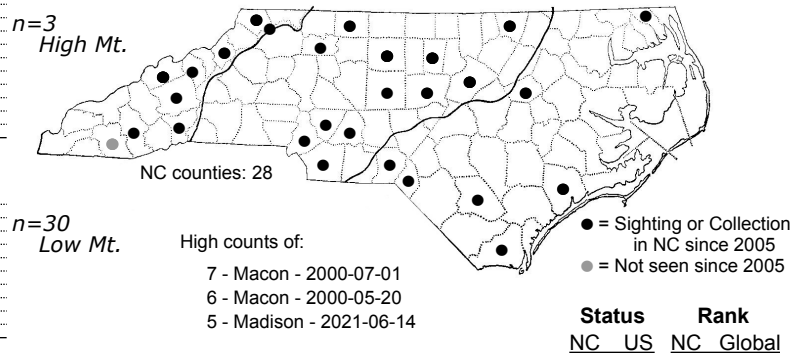 n=3
High Mt.
NC counties: 28
n=30
Low Mt.
High counts of:
7 - Macon - 2000-07-01
6 - Macon - 2000-05-20
5 - Madison - 2021-06-14
= Sighting or Collection
in NC since 2005
= Not seen since 2005
Status Rank
NC US NC Global